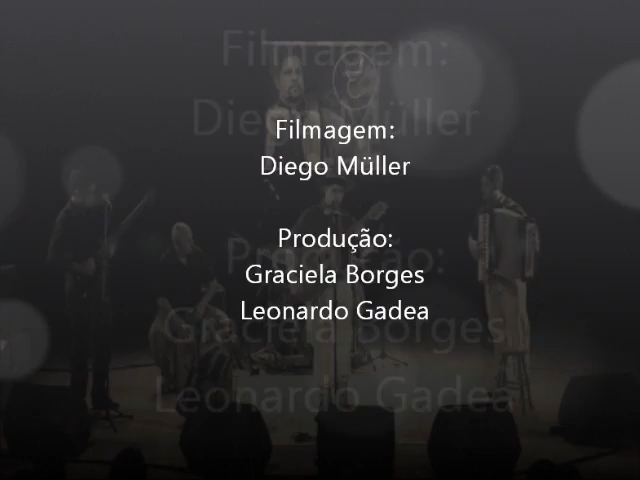 Filmagem:
Diego Müller
Produção:
Graciela Borges
Leonardo Gadea